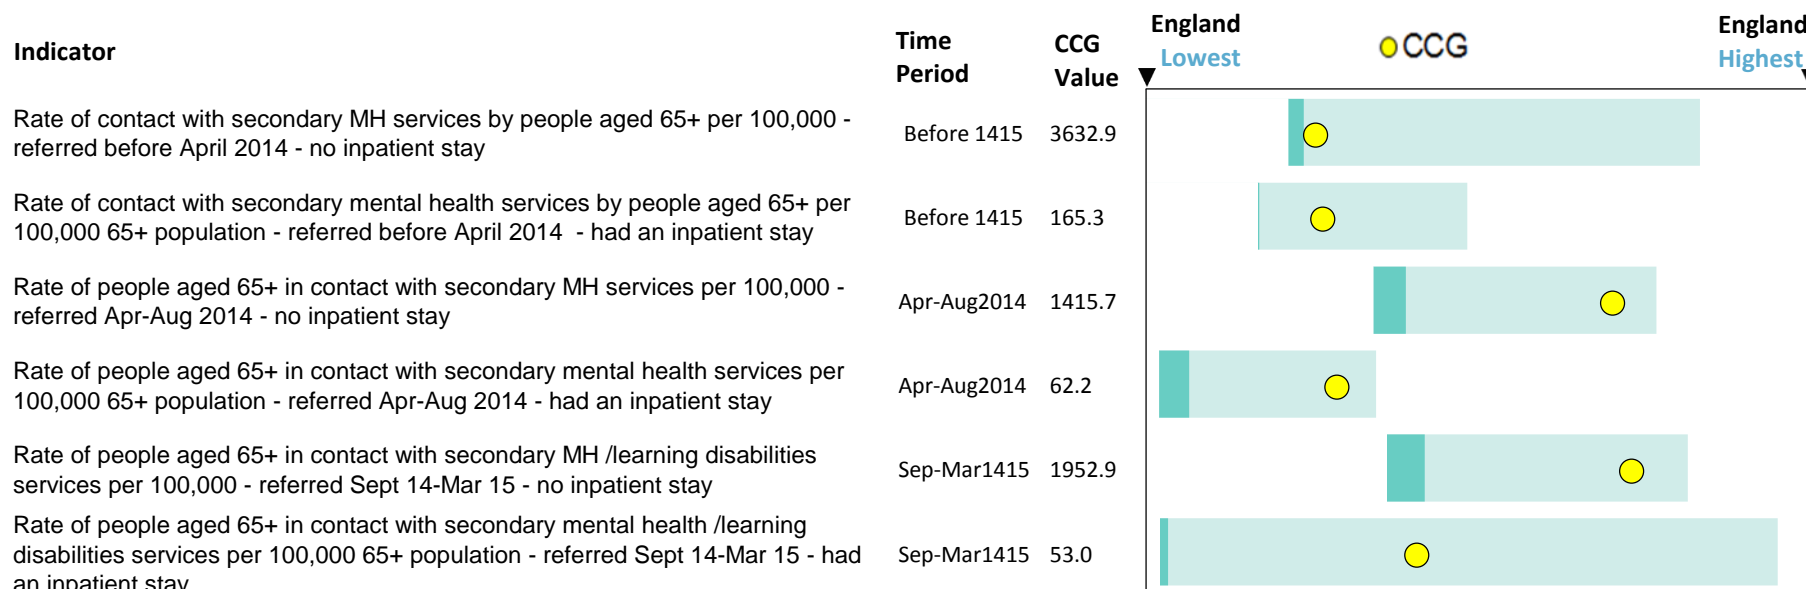 Indicator
Time Period
CCG Value
England Lowest
CCG
England Highest
Rate of contact with secondary MH services by people aged 65+ per 100,000 -
referred before April 2014 - no inpatient stay
Before 1415 3632.9
Rate of contact with secondary mental health services by people aged 65+ per
100,000 65+ population - referred before April 2014 - had an inpatient stay
Before 1415 165.3
Rate of people aged 65+ in contact with secondary MH services per 100,000 -
referred Apr-Aug 2014 - no inpatient stay
Apr-Aug2014 1415.7
Rate of people aged 65+ in contact with secondary mental health services per
100,000 65+ population - referred Apr-Aug 2014 - had an inpatient stay
Apr-Aug2014 62.2
Rate of people aged 65+ in contact with secondary MH /learning disabilities
services per 100,000 - referred Sept 14-Mar 15 - no inpatient stay
Sep-Mar1415 1952.9
Rate of people aged 65+ in contact with secondary mental health /learning
disabilities services per 100,000 65+ population - referred Sept 14-Mar 15 - had
an inpatient stay
Sep-Mar1415 53.0